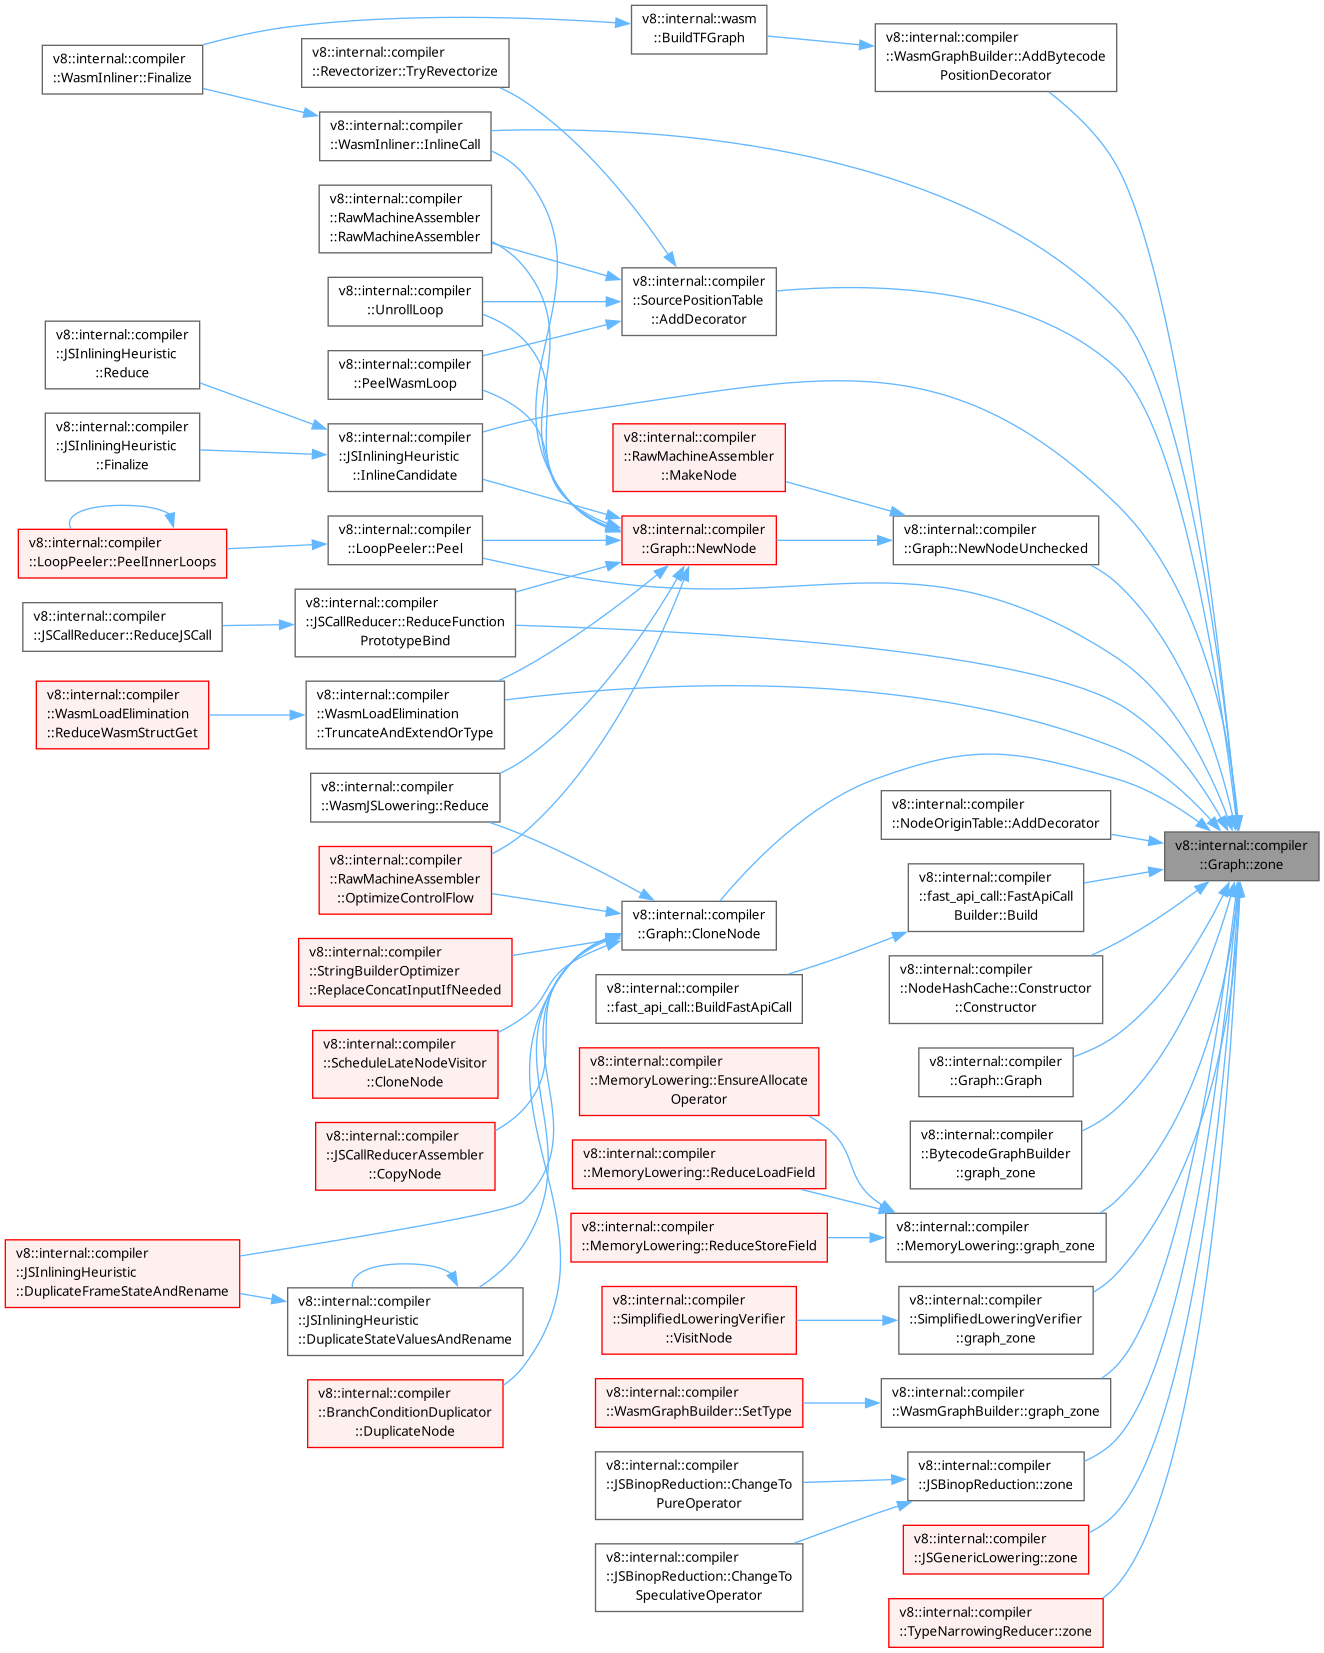 v8::internal::wasm
::BuildTFGraph
v8::internal::compiler
::WasmGraphBuilder::AddBytecode
PositionDecorator
v8::internal::compiler
::WasmInliner::Finalize
v8::internal::compiler
::Revectorizer::TryRevectorize
v8::internal::compiler
::WasmInliner::InlineCall
v8::internal::compiler
::RawMachineAssembler
::RawMachineAssembler
v8::internal::compiler
::SourcePositionTable
::AddDecorator
v8::internal::compiler
::UnrollLoop
v8::internal::compiler
::PeelWasmLoop
v8::internal::compiler
::JSInliningHeuristic
::Reduce
v8::internal::compiler
::JSInliningHeuristic
::Finalize
v8::internal::compiler
::JSInliningHeuristic
::InlineCandidate
v8::internal::compiler
::RawMachineAssembler
::MakeNode
v8::internal::compiler
::LoopPeeler::PeelInnerLoops
v8::internal::compiler
::LoopPeeler::Peel
v8::internal::compiler
::Graph::NewNode
v8::internal::compiler
::Graph::NewNodeUnchecked
v8::internal::compiler
::JSCallReducer::ReduceJSCall
v8::internal::compiler
::JSCallReducer::ReduceFunction
PrototypeBind
v8::internal::compiler
::WasmLoadElimination
::ReduceWasmStructGet
v8::internal::compiler
::WasmLoadElimination
::TruncateAndExtendOrType
v8::internal::compiler
::WasmJSLowering::Reduce
v8::internal::compiler
::NodeOriginTable::AddDecorator
v8::internal::compiler
::Graph::zone
v8::internal::compiler
::RawMachineAssembler
::OptimizeControlFlow
v8::internal::compiler
::fast_api_call::FastApiCall
Builder::Build
v8::internal::compiler
::Graph::CloneNode
v8::internal::compiler
::StringBuilderOptimizer
::ReplaceConcatInputIfNeeded
v8::internal::compiler
::fast_api_call::BuildFastApiCall
v8::internal::compiler
::NodeHashCache::Constructor
::Constructor
v8::internal::compiler
::ScheduleLateNodeVisitor
::CloneNode
v8::internal::compiler
::Graph::Graph
v8::internal::compiler
::MemoryLowering::EnsureAllocate
Operator
v8::internal::compiler
::JSCallReducerAssembler
::CopyNode
v8::internal::compiler
::MemoryLowering::ReduceLoadField
v8::internal::compiler
::BytecodeGraphBuilder
::graph_zone
v8::internal::compiler
::MemoryLowering::ReduceStoreField
v8::internal::compiler
::MemoryLowering::graph_zone
v8::internal::compiler
::JSInliningHeuristic
::DuplicateFrameStateAndRename
v8::internal::compiler
::JSInliningHeuristic
::DuplicateStateValuesAndRename
v8::internal::compiler
::SimplifiedLoweringVerifier
::VisitNode
v8::internal::compiler
::SimplifiedLoweringVerifier
::graph_zone
v8::internal::compiler
::BranchConditionDuplicator
::DuplicateNode
v8::internal::compiler
::WasmGraphBuilder::SetType
v8::internal::compiler
::WasmGraphBuilder::graph_zone
v8::internal::compiler
::JSBinopReduction::ChangeTo
PureOperator
v8::internal::compiler
::JSBinopReduction::zone
v8::internal::compiler
::JSBinopReduction::ChangeTo
SpeculativeOperator
v8::internal::compiler
::JSGenericLowering::zone
v8::internal::compiler
::TypeNarrowingReducer::zone